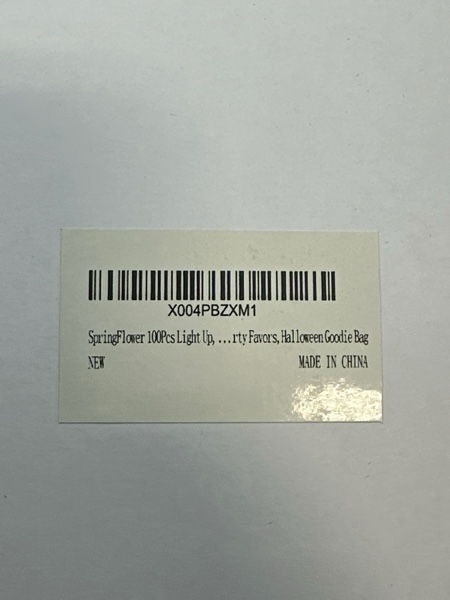 X004PBZXM1
SpringFlower 100Pcs Light Up, ...rty Favors, Halloween Goodie Bag
NEW MADE IN CHINA